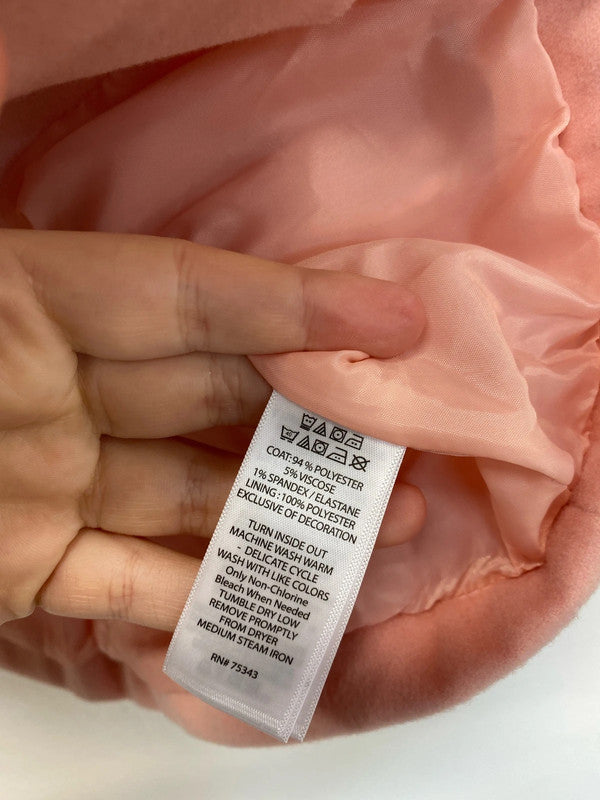 COAT: 94 % POLYESTER
5% VISCOSE
1% SPANDEX / ELASTANE
LINING : 100% POLYESTER
EXCLUSIVE OF DECORATION
TURN INSIDE OUT
MACHINE WASH WARM
- DELICATE CYCLE
WASH WITH LIKE COLORS
Only Non-Chlorine
Bleach When Needed
TUMBLE DRY LOW
REMOVE PROMPTLY
FROM DRYER
MEDIUM STEAM IRON
RN# 75343